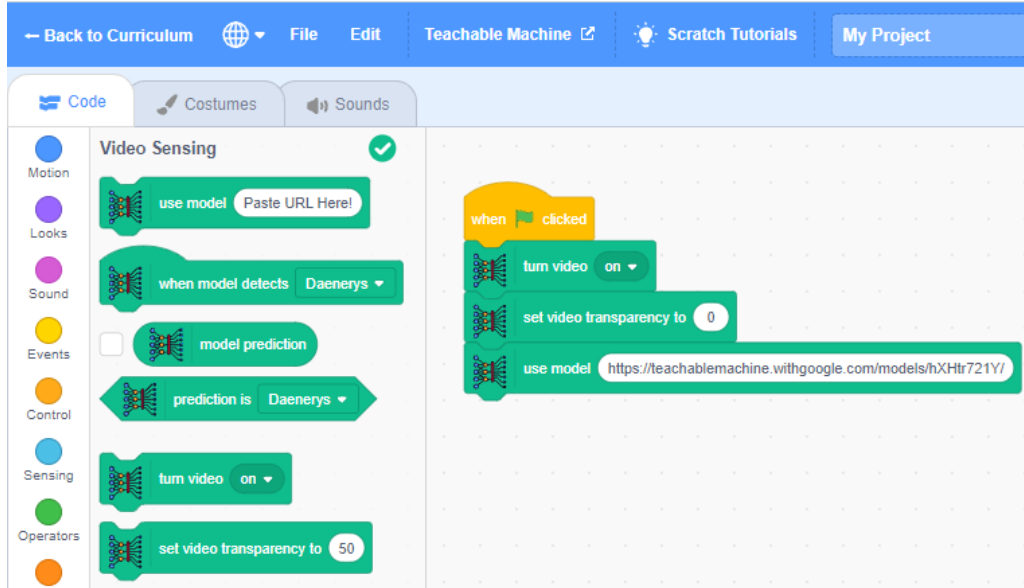 ← Back to Curriculum File Edit Teachable Machine Scratch Tutorials My Project
Code Costumes Sounds
Motion
Looks
Sound
Events
Control
Sensing
Operators
Video Sensing
use model Paste URL Here!
when model detects Daenerys
model prediction
prediction is Daenerys
turn video on
set video transparency to 50
when clicked
turn video on
set video transparency to 0
use model https://teachablemachine.withgoogle.com/models/hXHtr721Y/